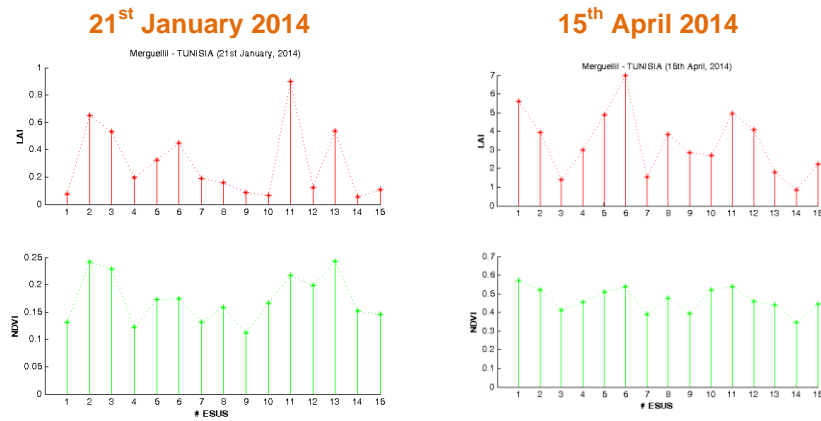 21st January 2014
Merguellil - TUNISIA (21st January, 2014)
1
0.8
0.6
0.4
0.2
0
LAI
1 2 3 4 5 6 7 8 9 10 11 12 13 14 15
0.25
0.2
0.15
0.1
0.05
0
NDVI
1 2 3 4 5 6 7 8 9 10 11 12 13 14 15
# ESUS
15th April 2014
Merguellil - TUNISIA (15th April, 2014)
7
6
5
4
3
2
1
0
LAI
1 2 3 4 5 6 7 8 9 10 11 12 13 14 15
0.7
0.6
0.5
0.4
0.3
0.2
0.1
0
NDVI
1 2 3 4 5 6 7 8 9 10 11 12 13 14 15
# ESUS